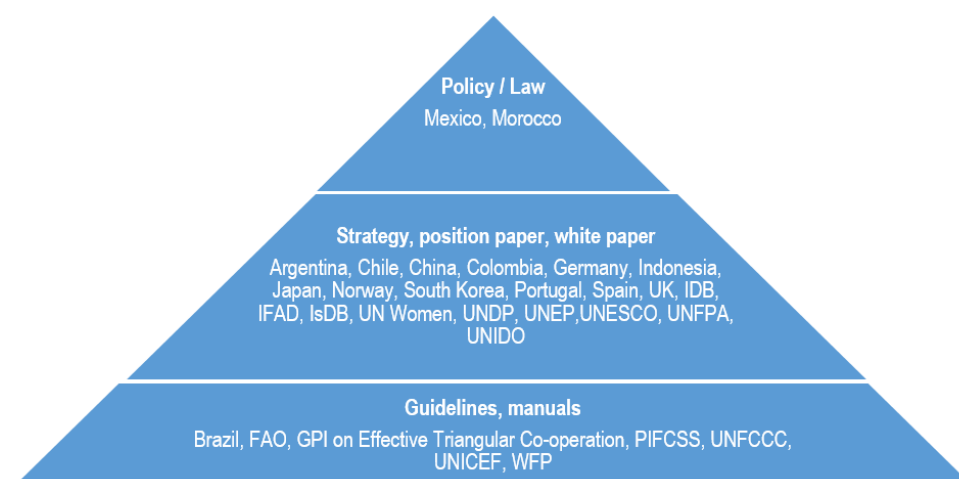 Policy / Law
Mexico, Morocco
Strategy, position paper, white paper
Argentina, Chile, China, Colombia, Germany, Indonesia,
Japan, Norway, South Korea, Portugal, Spain, UK, IDB,
IFAD, IsDB, UN Women, UNDP, UNEP,UNESCO, UNFPA,
UNIDO
Guidelines, manuals
Brazil, FAO, GPI on Effective Triangular Co-operation, PIFCSS, UNFCCC,
UNICEF, WFP